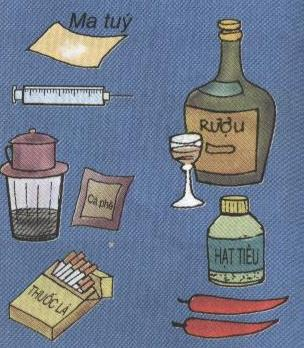 Ma tuý
RƯỢU
Cà phê
HẠT TIÊU
THUỐC LÁ